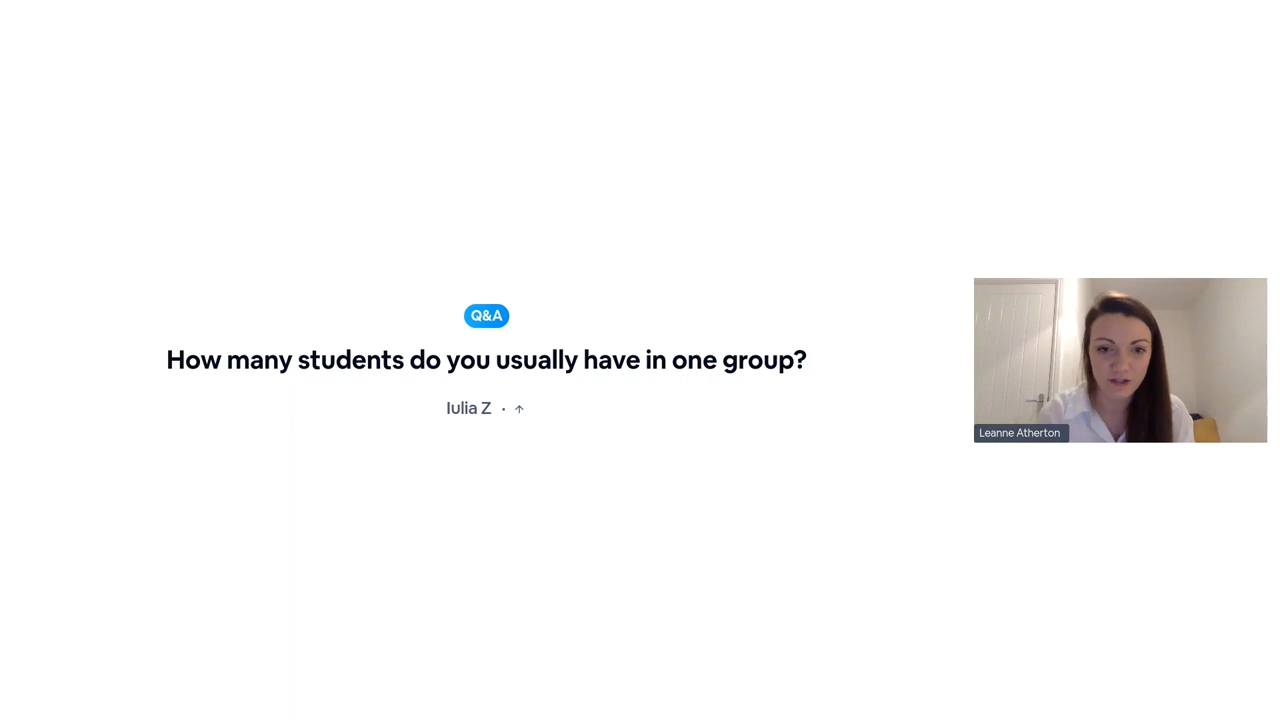 Q&A
How many students do you usually have in one group?
Iulia Z · ↑
Leanne Atherton